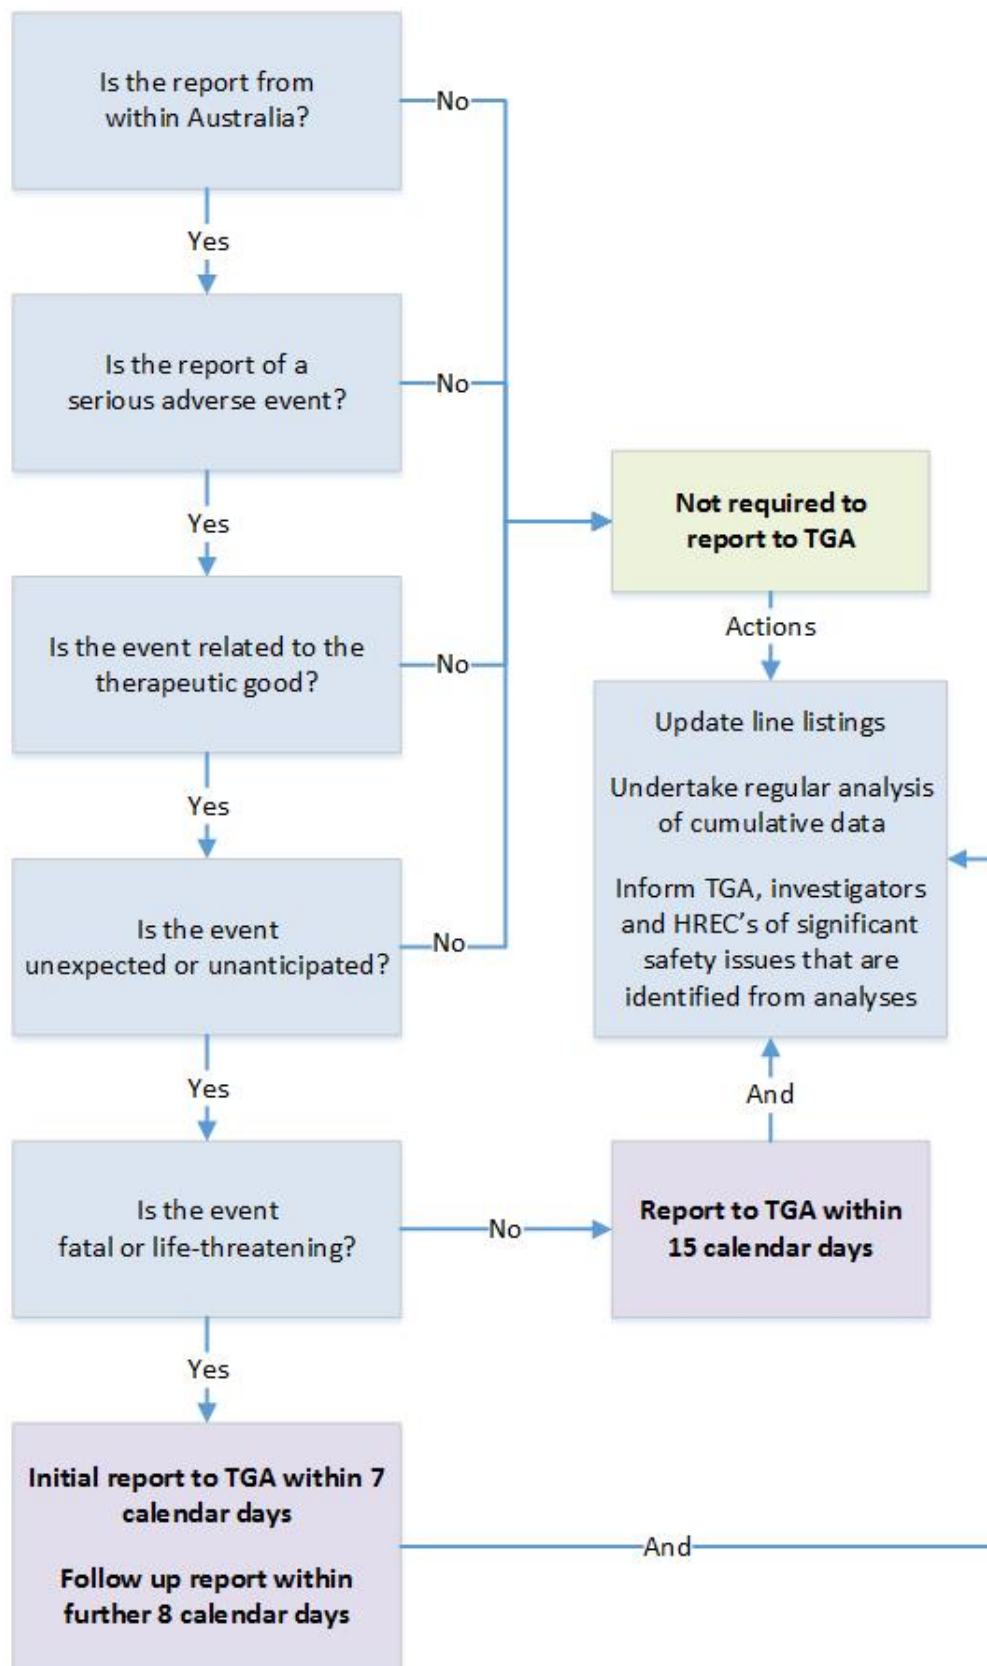 Is the report from
within Australia?
No
Yes
Is the report of a
serious adverse event?
No
Yes
Not required to
report to TGA
Actions
Is the event related to the
therapeutic good?
No
Yes
Update line listings
Undertake regular analysis
of cumulative data
Inform TGA, investigators
and HREC’s of significant
safety issues that are
identified from analyses
Is the event
unexpected or unanticipated?
No
Yes
And
Is the event
fatal or life-threatening?
No
Report to TGA within
15 calendar days
Yes
Initial report to TGA within 7
calendar days
Follow up report within
further 8 calendar days
And